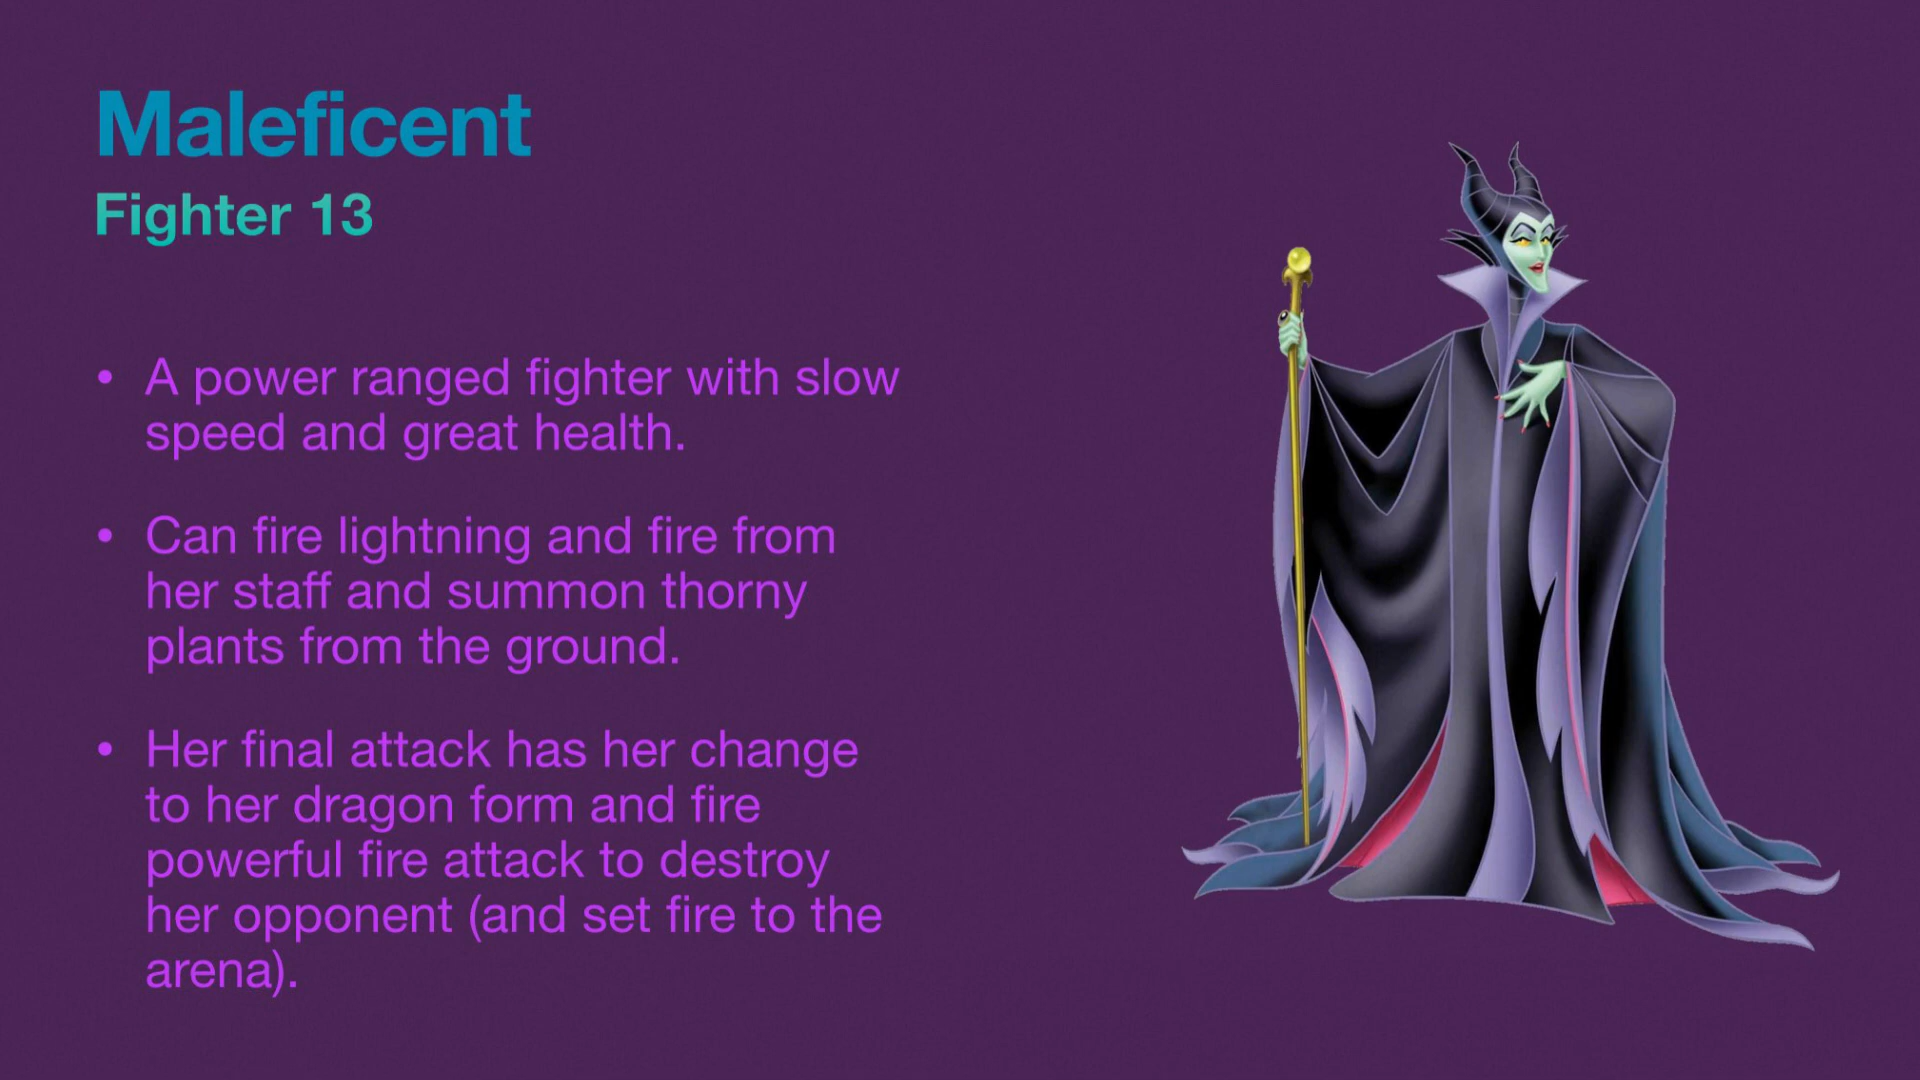 Maleficent
Fighter 13
• A power ranged fighter with slow
speed and great health.
• Can fire lightning and fire from
her staff and summon thorny
plants from the ground.
• Her final attack has her change
to her dragon form and fire
powerful fire attack to destroy
her opponent (and set fire to the
arena).